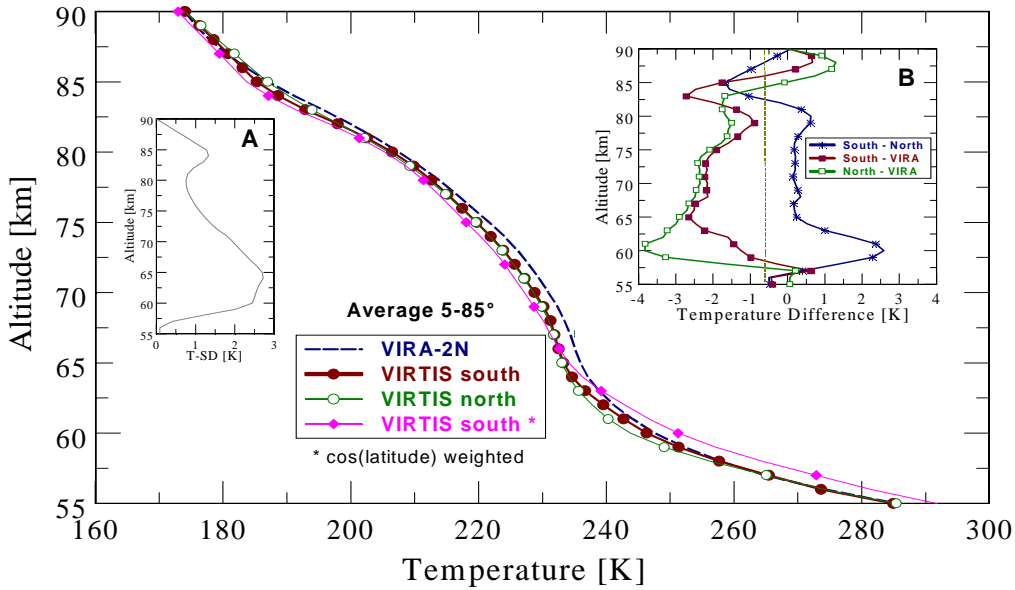 Altitude [km]
90
85
80
75
70
65
60
55
160
180
200
220
240
260
280
300
Temperature [K]
A
Altitude [km]
90
85
80
75
70
65
60
55
0
1
2
3
T-SD [K]
Average 5-85°
VIRA-2N
VIRTIS south
VIRTIS north
VIRTIS south *
* cos(latitude) weighted
B
Altitude [km]
90
85
80
75
70
65
60
55
-4
-3
-2
-1
0
1
2
3
4
Temperature Difference [K]
South - North
South - VIRA
North - VIRA